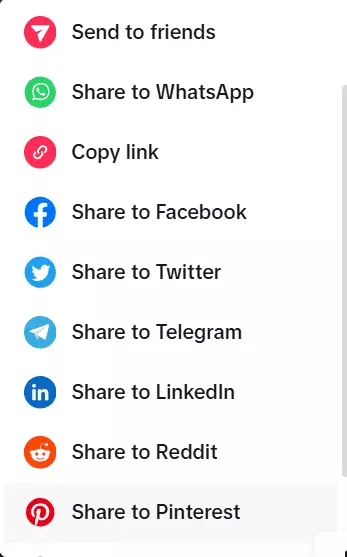 Send to friends
Share to WhatsApp
Copy link
Share to Facebook
Share to Twitter
Share to Telegram
Share to LinkedIn
Share to Reddit
Share to Pinterest